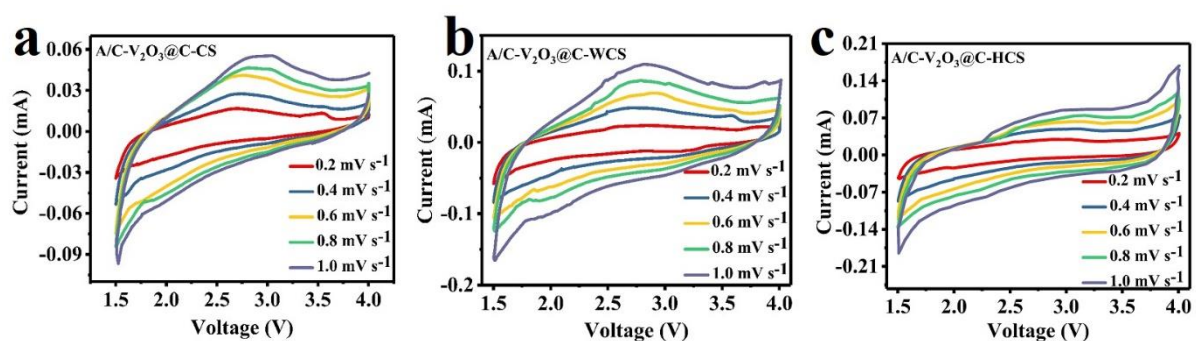 a
A/C-V₂O₃@C-CS
Current (mA)
0.06
0.03
0.00
-0.03
-0.06
-0.09
0.2 mV s⁻¹
0.4 mV s⁻¹
0.6 mV s⁻¹
0.8 mV s⁻¹
1.0 mV s⁻¹
1.5 2.0 2.5 3.0 3.5 4.0
Voltage (V)
b
A/C-V₂O₃@C-WCS
Current (mA)
0.1
0.0
-0.1
-0.2
0.2 mV s⁻¹
0.4 mV s⁻¹
0.6 mV s⁻¹
0.8 mV s⁻¹
1.0 mV s⁻¹
1.5 2.0 2.5 3.0 3.5 4.0
Voltage (V)
c
A/C-V₂O₃@C-HCS
Current (mA)
0.21
0.14
0.07
0.00
-0.07
-0.14
-0.21
0.2 mV s⁻¹
0.4 mV s⁻¹
0.6 mV s⁻¹
0.8 mV s⁻¹
1.0 mV s⁻¹
1.5 2.0 2.5 3.0 3.5 4.0
Voltage (V)